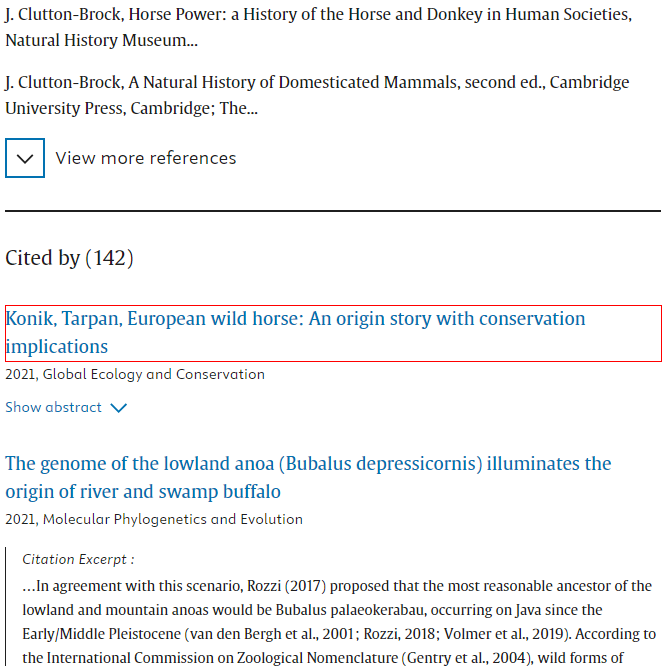 J. Clutton-Brock, Horse Power: a History of the Horse and Donkey in Human Societies,
Natural History Museum...
J. Clutton-Brock, A Natural History of Domesticated Mammals, second ed., Cambridge
University Press, Cambridge; The...
View more references
Cited by (142)
Konik, Tarpan, European wild horse: An origin story with conservation
implications
2021, Global Ecology and Conservation
Show abstract
The genome of the lowland anoa (Bubalus depressicornis) illuminates the
origin of river and swamp buffalo
2021, Molecular Phylogenetics and Evolution
Citation Excerpt :
...In agreement with this scenario, Rozzi (2017) proposed that the most reasonable ancestor of the
lowland and mountain anoas would be Bubalus palaeokerabau, occurring on Java since the
Early/Middle Pleistocene (van den Bergh et al., 2001; Rozzi, 2018; Volmer et al., 2019). According to
the International Commission on Zoological Nomenclature (Gentry et al., 2004), wild forms of